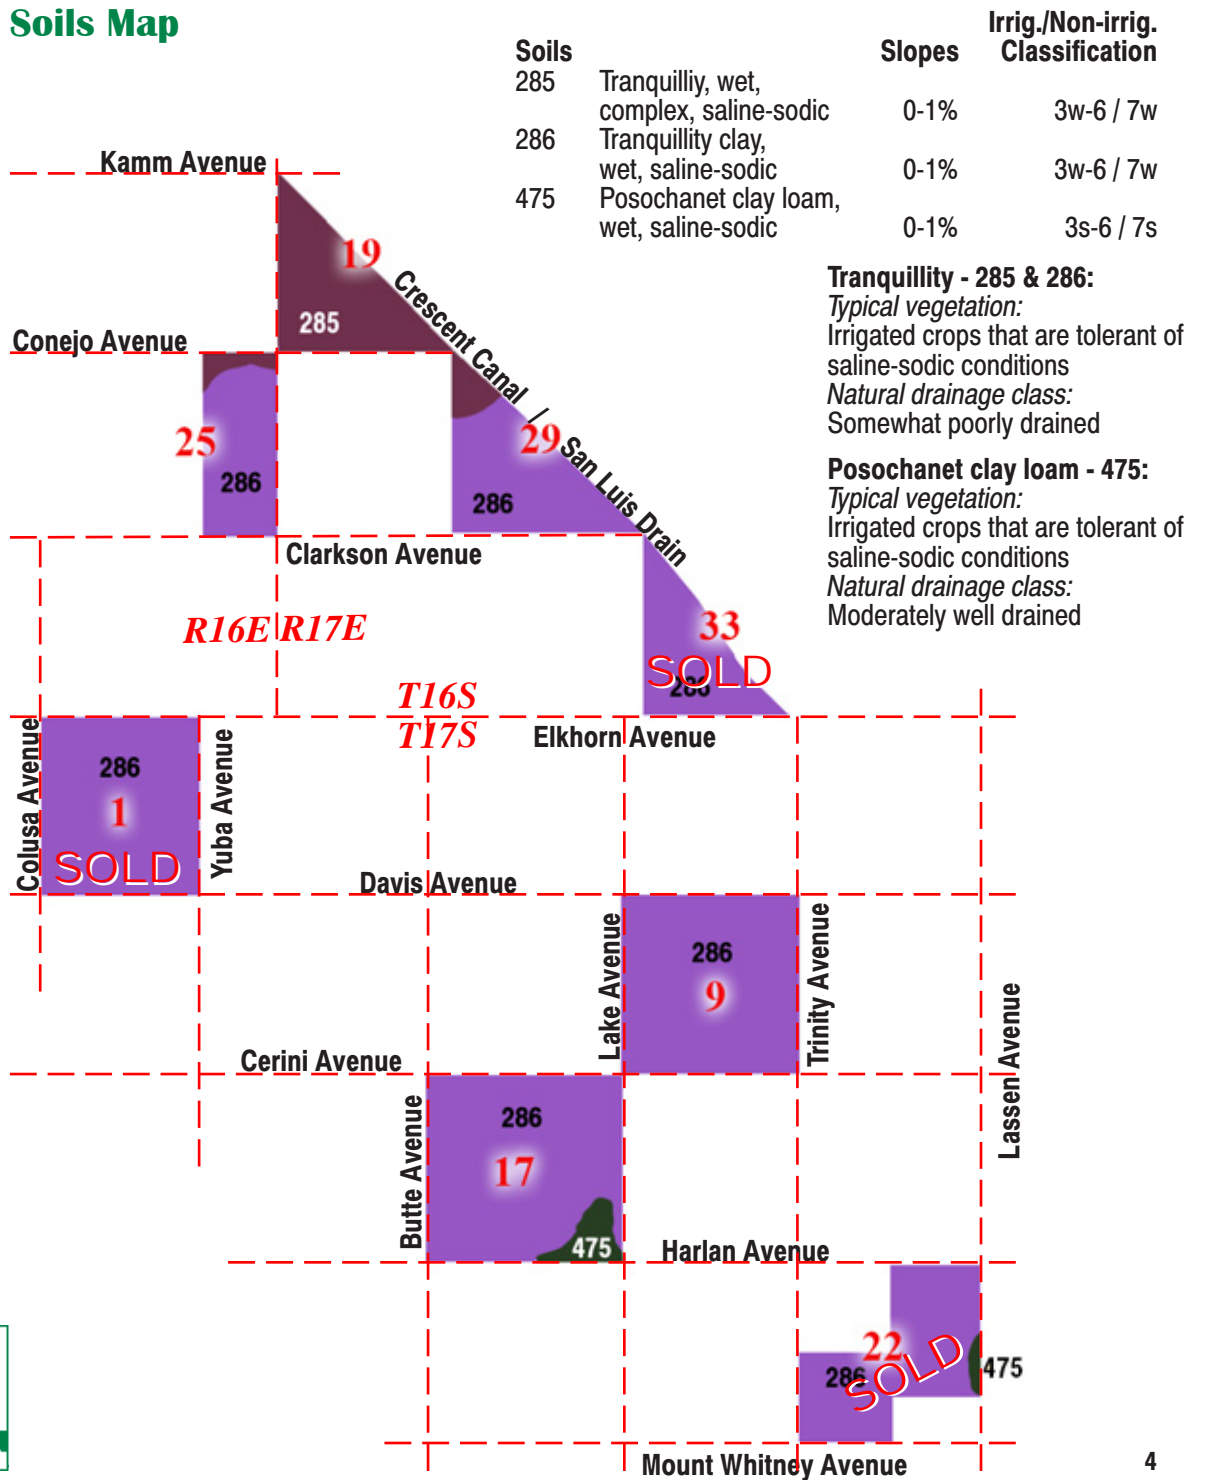 Soils Map
Irrig./Non-irrig.
Soils Slopes Classification
285 Tranquilliy, wet,
complex, saline-sodic 0-1% 3w-6 / 7w
286 Tranquillity clay,
wet, saline-sodic 0-1% 3w-6 / 7w
475 Posochanet clay loam,
wet, saline-sodic 0-1% 3s-6 / 7s
Tranquillity - 285 & 286:
Typical vegetation:
Irrigated crops that are tolerant of
saline-sodic conditions
Natural drainage class:
Somewhat poorly drained
Posochanet clay loam - 475:
Typical vegetation:
Irrigated crops that are tolerant of
saline-sodic conditions
Natural drainage class:
Moderately well drained
Kamm Avenue
19
285
Crescent Canal / San Luis Drain
Conejo Avenue
25
286
29
286
Clarkson Avenue
R16E R17E
33
SOLD
286
T16S
T17S
Elkhorn Avenue
Colusa Avenue
286
1
SOLD
Yuba Avenue
Davis Avenue
Lake Avenue
286
9
Trinity Avenue
Lassen Avenue
Cerini Avenue
Butte Avenue
286
17
475
Harlan Avenue
22
SOLD
286
475
Mount Whitney Avenue
4